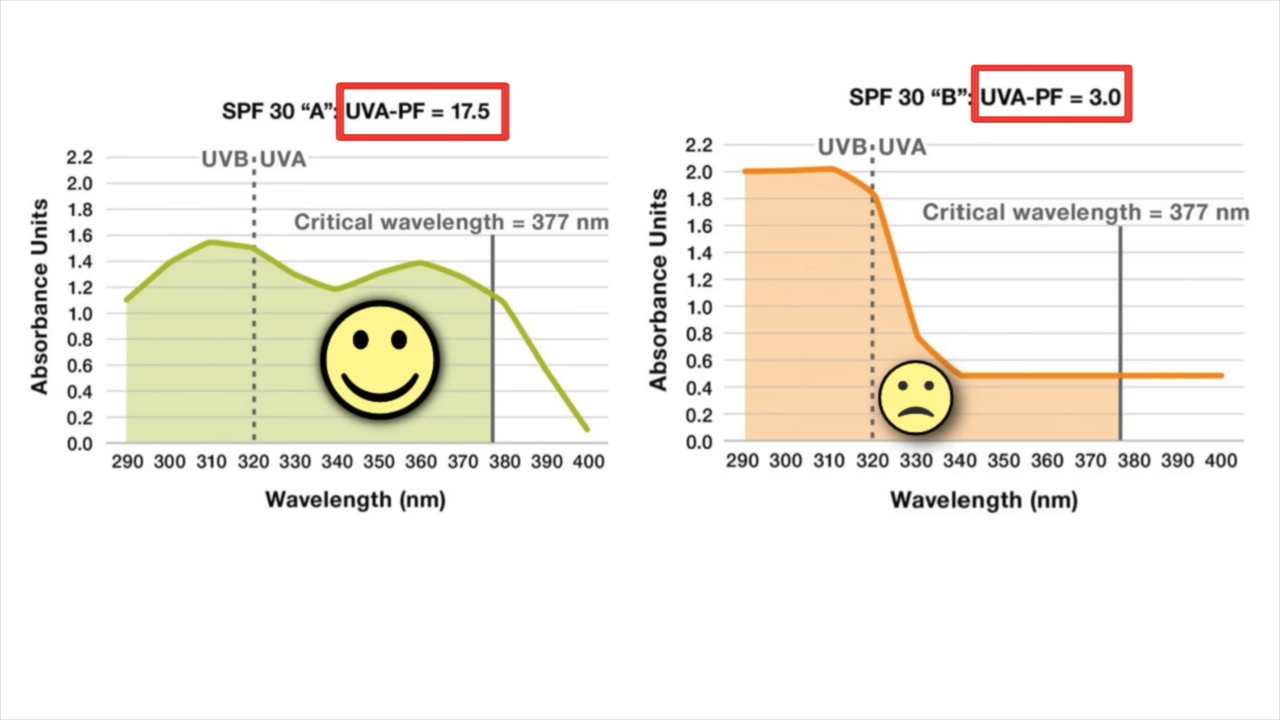 SPF 30 “A”: UVA-PF = 17.5
UVB UVA
Critical wavelength = 377 nm
Absorbance Units
2.2
2.0
1.8
1.6
1.4
1.2
1.0
0.8
0.6
0.4
0.2
0.0
290 300 310 320 330 340 350 360 370 380 390 400
Wavelength (nm)
SPF 30 “B”: UVA-PF = 3.0
UVB UVA
Critical wavelength = 377 nm
Absorbance Units
2.2
2.0
1.8
1.6
1.4
1.2
1.0
0.8
0.6
0.4
0.2
0.0
290 300 310 320 330 340 350 360 370 380 390 400
Wavelength (nm)